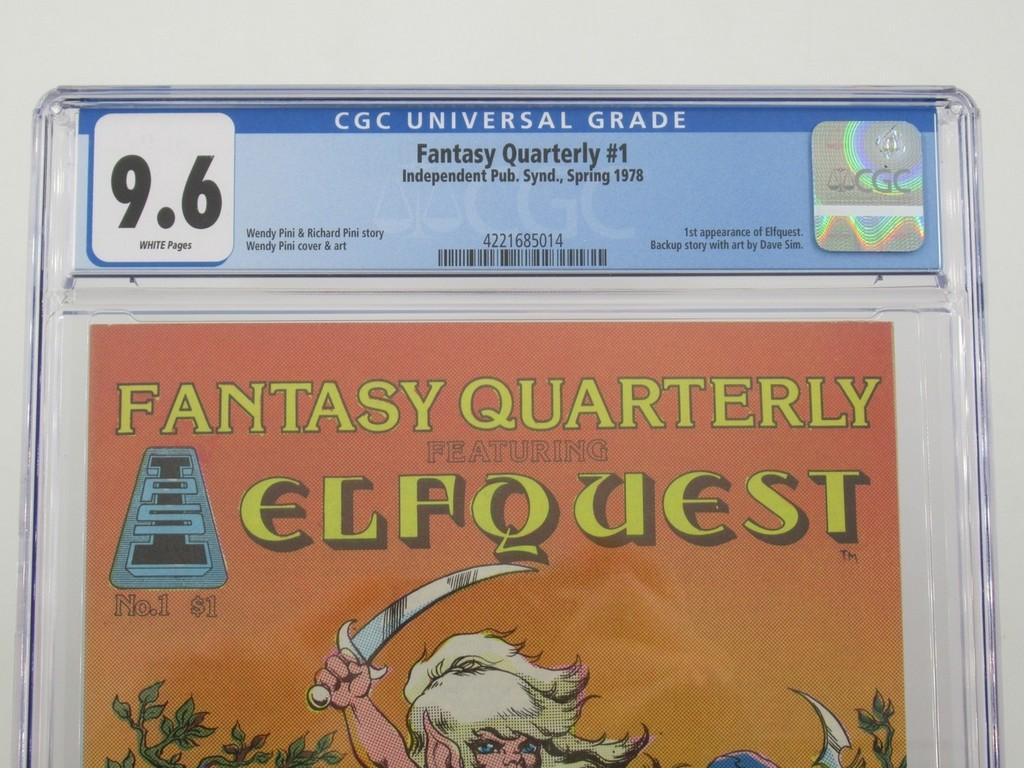 CGC UNIVERSAL GRADE
9.6
WHITE Pages
Fantasy Quarterly #1
Independent Pub. Synd., Spring 1978
Wendy Pini & Richard Pini story
Wendy Pini cover & art
4221685014
1st appearance of Elfquest.
Backup story with art by Dave Sim.
CGC
CGC
FANTASY QUARTERLY
FEATURING
ELFQUEST
TM
IPS
No.1 $1